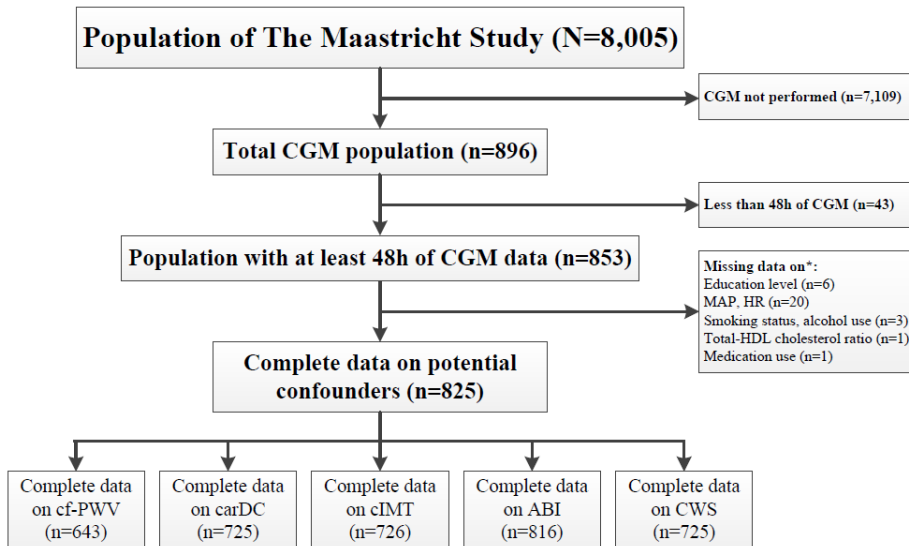 Population of The Maastricht Study (N=8,005)
CGM not performed (n=7,109)
Total CGM population (n=896)
Less than 48h of CGM (n=43)
Population with at least 48h of CGM data (n=853)
Missing data on*:
Education level (n=6)
MAP, HR (n=20)
Smoking status, alcohol use (n=3)
Total-HDL cholesterol ratio (n=1)
Medication use (n=1)
Complete data on potential
confounders (n=825)
Complete data
on cf-PWV
(n=643)
Complete data
on carDC
(n=725)
Complete data
on cIMT
(n=726)
Complete data
on ABI
(n=816)
Complete data
on CWS
(n=725)